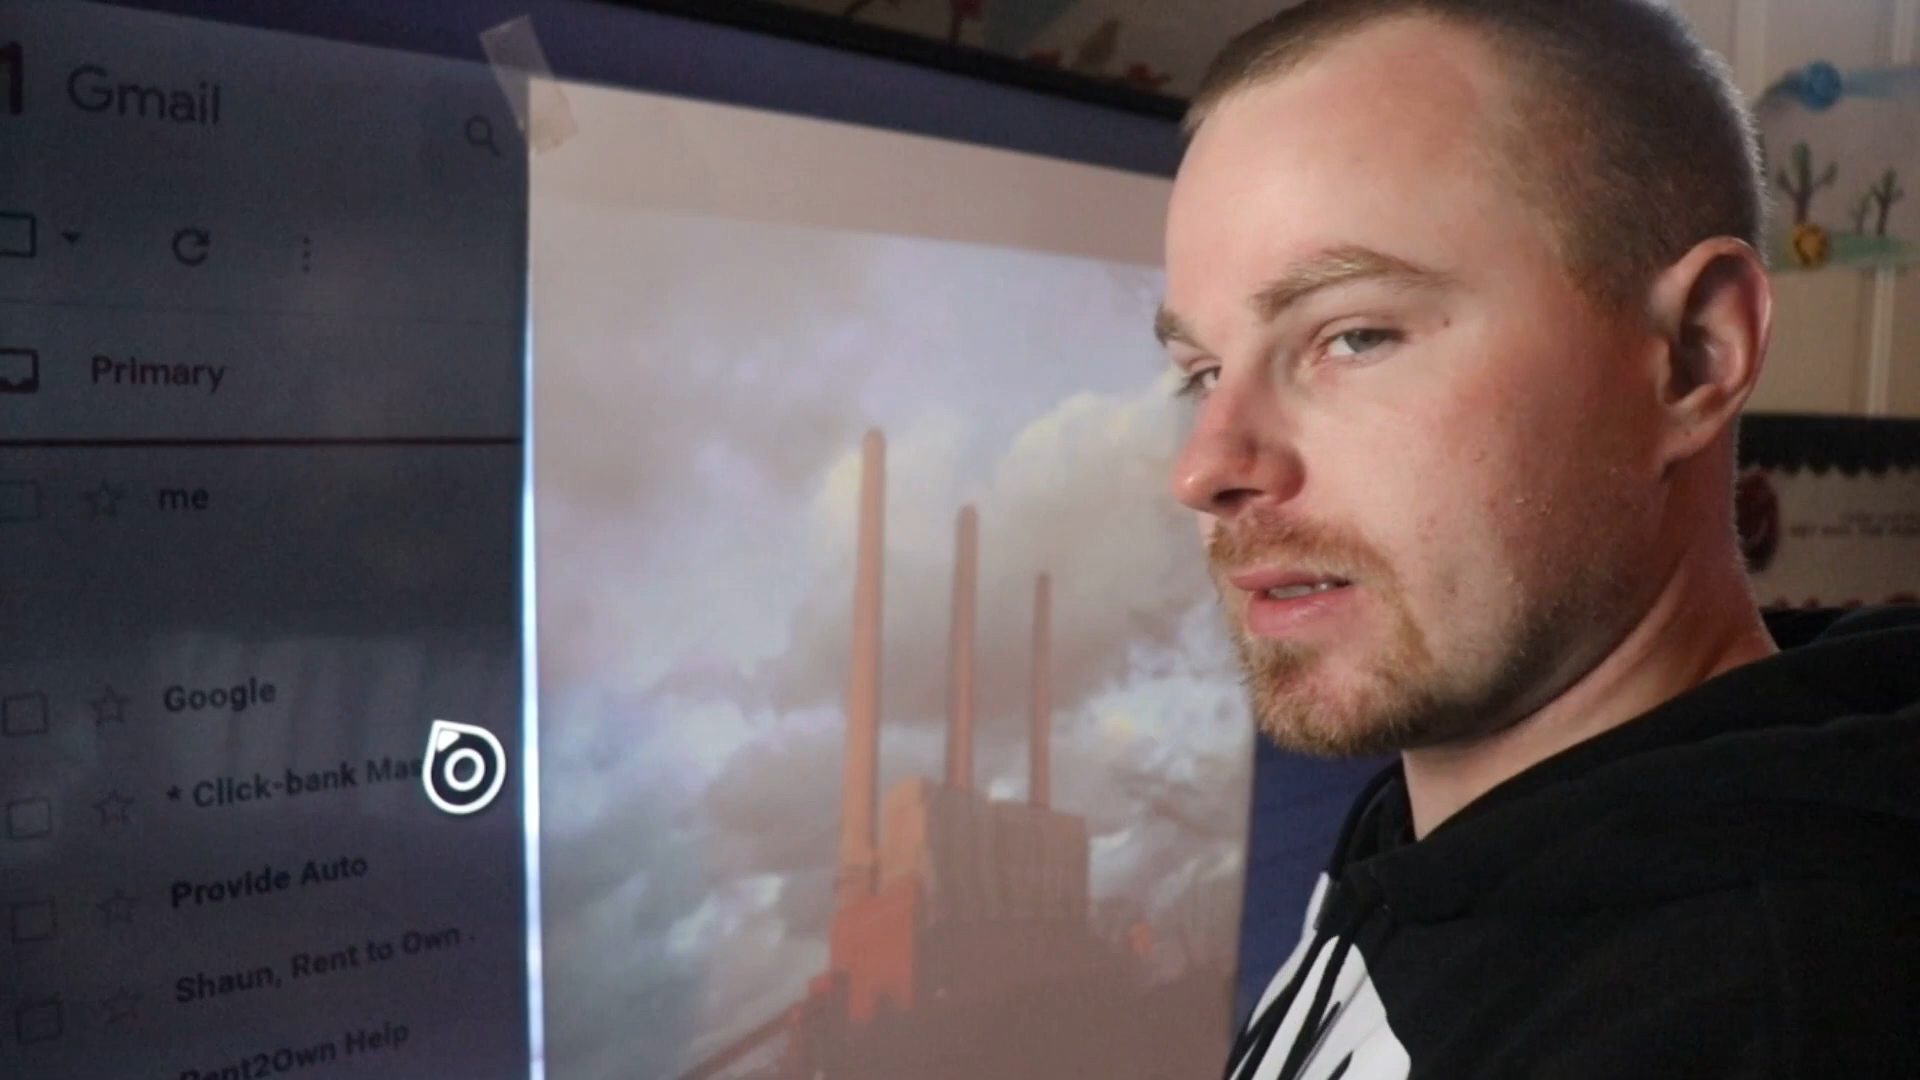 Gmail
Primary
me
Google
* Click-bank Mas
Provide Auto
Shaun, Rent to Own .
Rent2Own Help